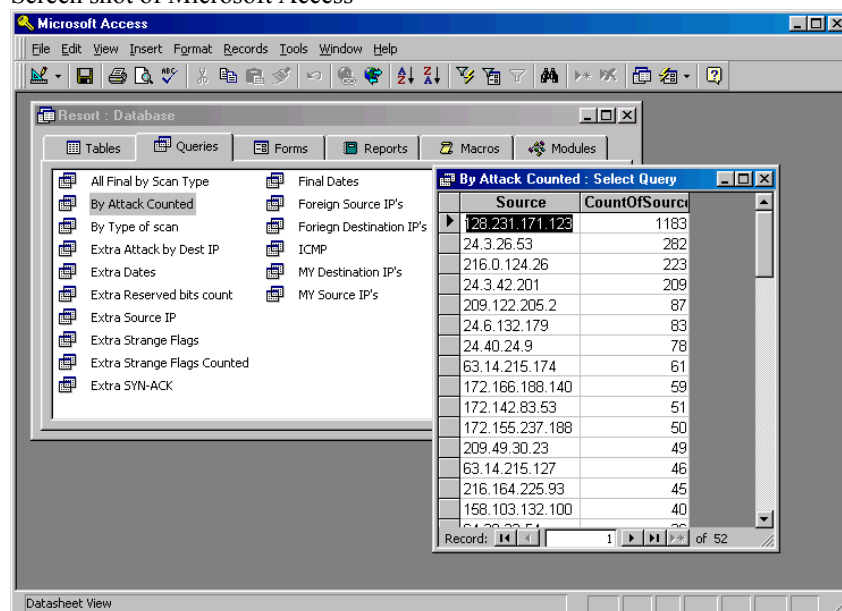 Screen shot of Microsoft Access
Microsoft Access
File Edit View Insert Format Records Tools Window Help
Resort : Database
Tables Queries Forms Reports Macros Modules
All Final by Scan Type
By Attack Counted
By Type of scan
Extra Attack by Dest IP
Extra Dates
Extra Reserved bits count
Extra Source IP
Extra Strange Flags
Extra Strange Flags Counted
Extra SYN-ACK
Final Dates
Foreign Source IP's
Foriegn Destination IP's
ICMP
MY Destination IP's
MY Source IP's
By Attack Counted : Select Query
Source CountOfSource
128.231.171.123 1183
24.3.26.53 282
216.0.124.26 223
24.3.42.201 209
209.122.205.2 87
24.6.132.179 83
24.40.24.9 78
63.14.215.174 61
172.166.188.140 59
172.142.83.53 51
172.155.237.188 50
209.49.30.23 49
63.14.215.127 46
216.164.225.93 45
158.103.132.100 40
Record: 1 of 52
Datasheet View